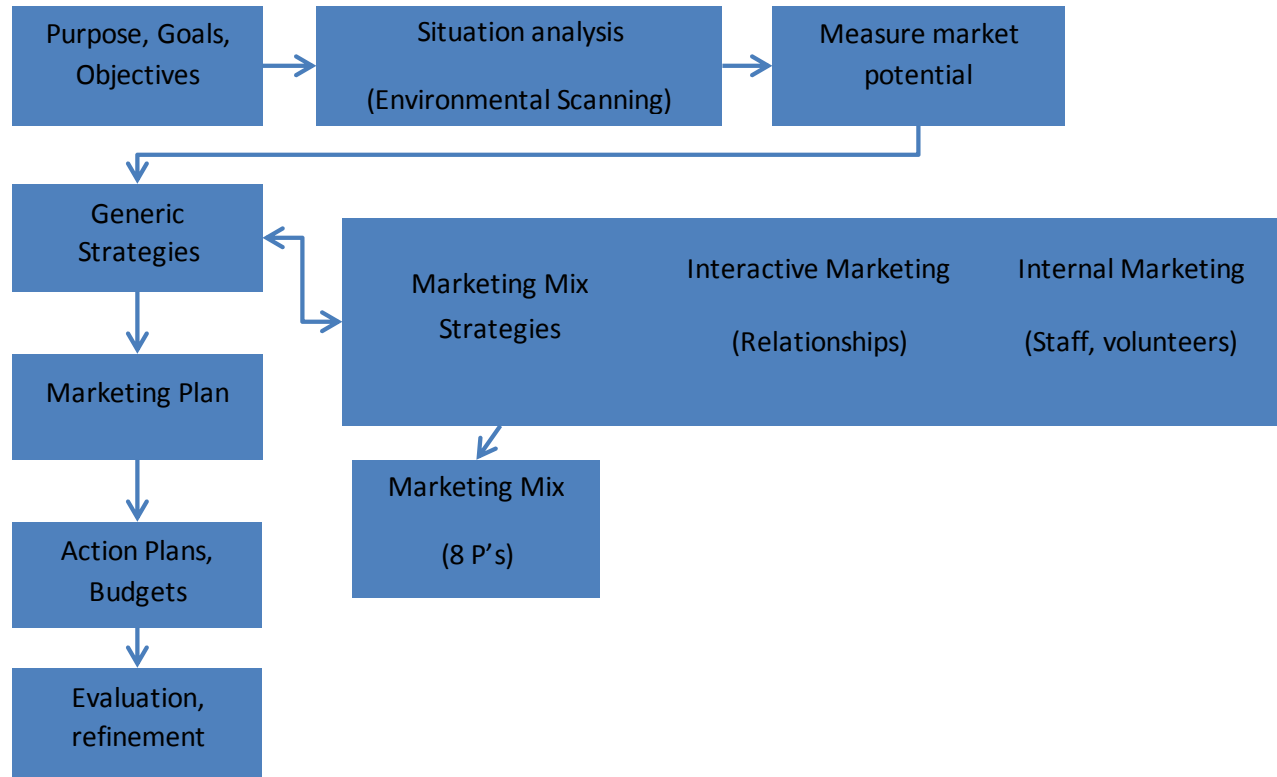 Purpose, Goals,
Objectives
Situation analysis
(Environmental Scanning)
Measure market
potential
Generic
Strategies
Marketing Mix
Strategies
Interactive Marketing
(Relationships)
Internal Marketing
(Staff, volunteers)
Marketing Plan
Marketing Mix
(8 P’s)
Action Plans,
Budgets
Evaluation,
refinement